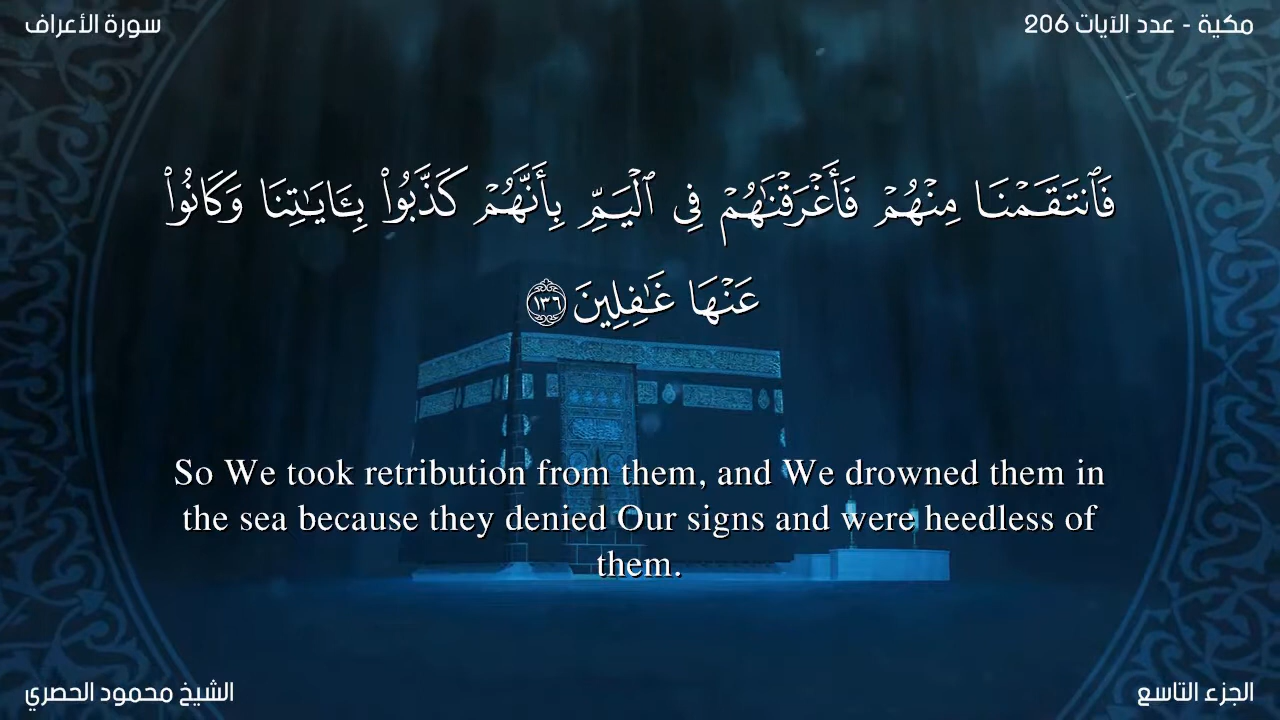 سورة الأعراف
مكية - عدد الآيات 206
فَٱنتَقَمۡنَا مِنۡهُمۡ فَأَغۡرَقۡنَٰهُمۡ فِي ٱلۡيَمِّ بِأَنَّهُمۡ كَذَّبُواْ بِـَٔايَٰتِنَا وَكَانُواْ
عَنۡهَا غَٰفِلِينَ ١٣٦
So We took retribution from them, and We drowned them in
the sea because they denied Our signs and were heedless of
them.
الشيخ محمود الحصري
الجزء التاسع